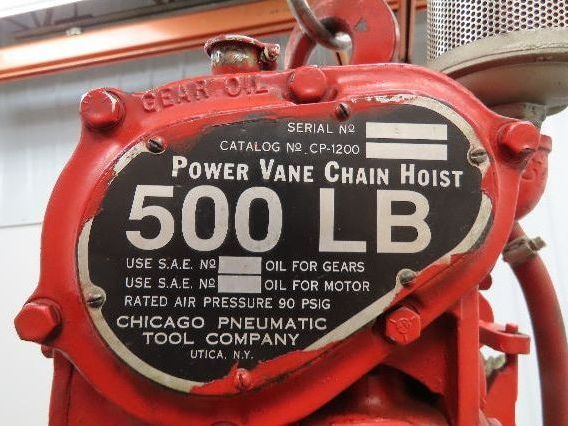 GEAR OIL
SERIAL Nº
CATALOG Nº CP-1200
POWER VANE CHAIN HOIST
500 LB
USE S.A.E. Nº OIL FOR GEARS
USE S.A.E. Nº OIL FOR MOTOR
RATED AIR PRESSURE 90 PSIG
CHICAGO PNEUMATIC
TOOL COMPANY
UTICA, N.Y.